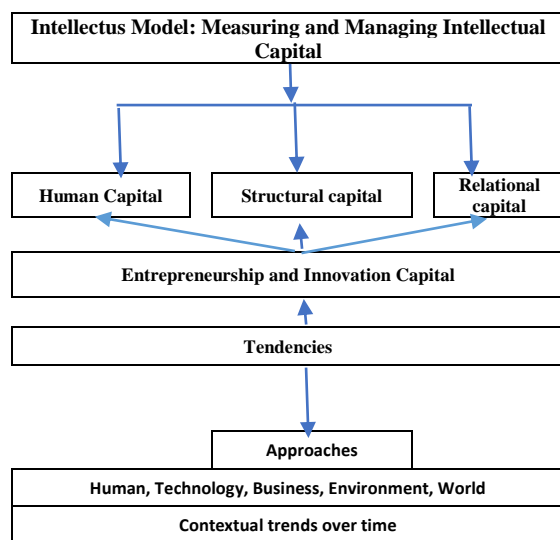 Intellectus Model: Measuring and Managing Intellectual
Capital
Human Capital
Structural capital
Relational
capital
Entrepreneurship and Innovation Capital
Tendencies
Approaches
Human, Technology, Business, Environment, World
Contextual trends over time